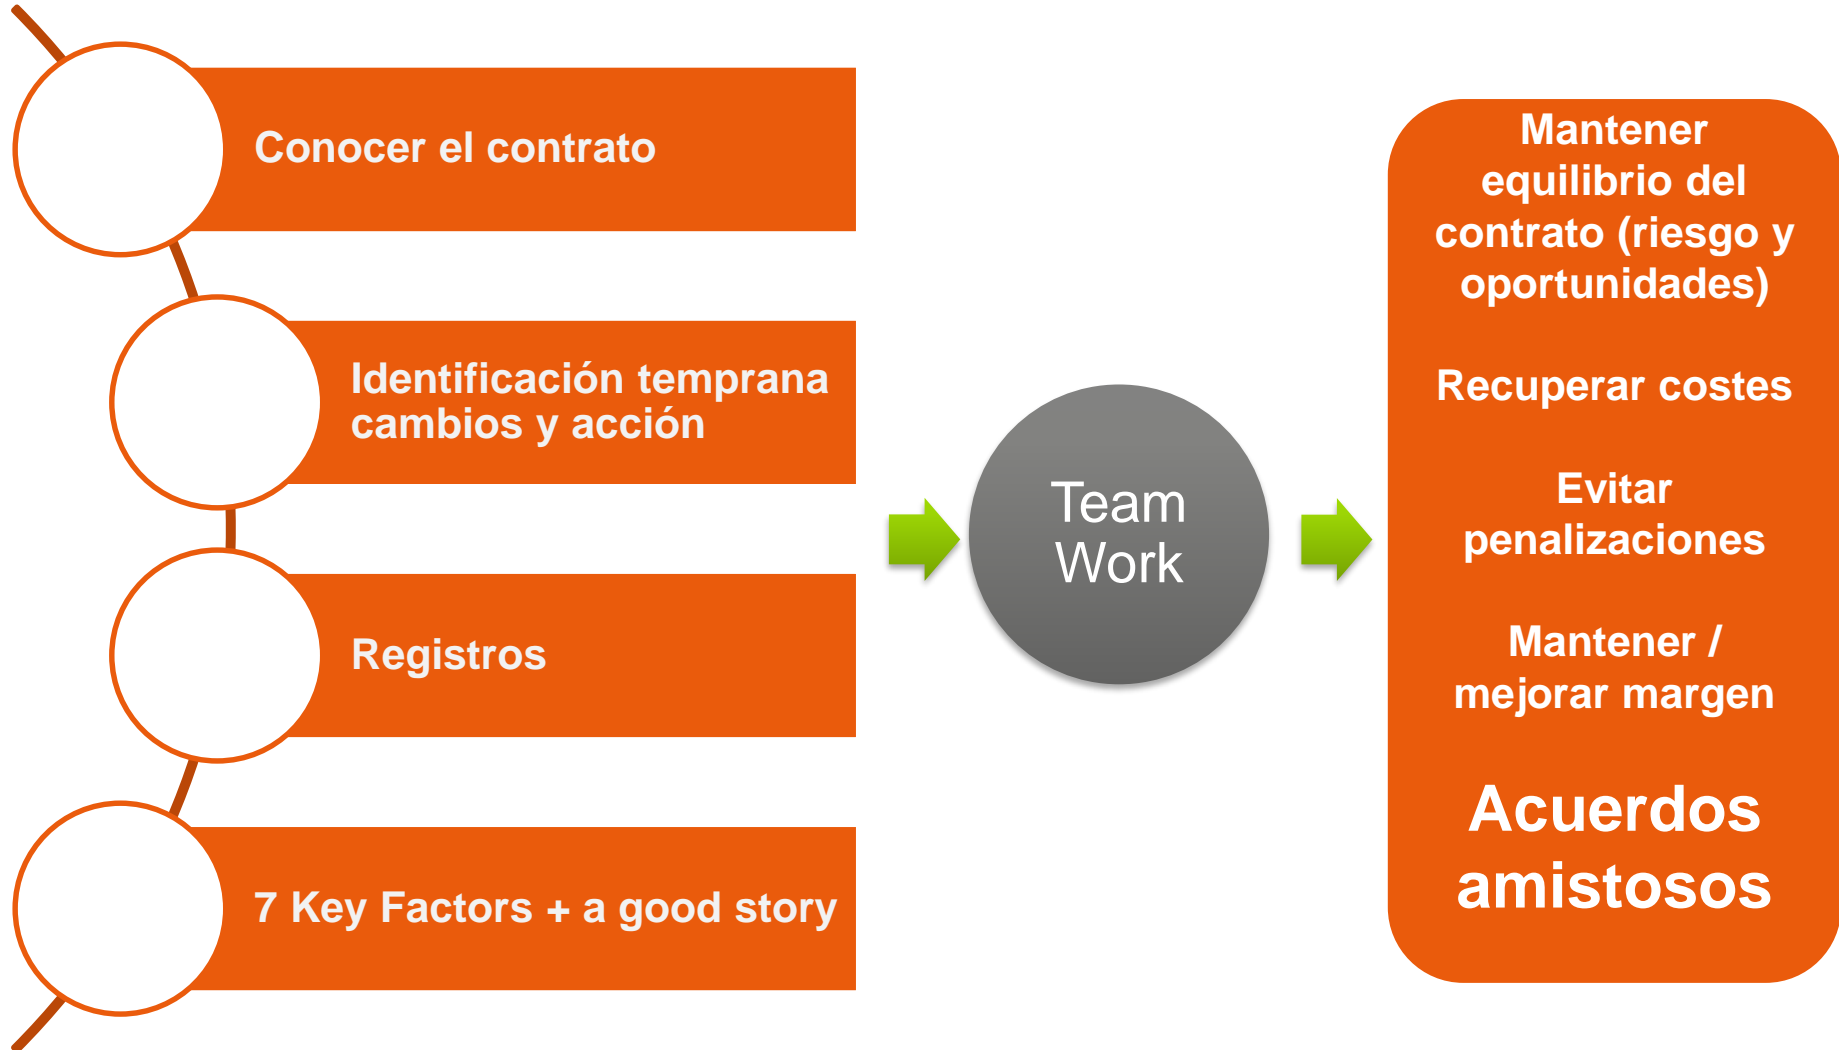 Conocer el contrato
Identificación temprana
cambios y acción
Registros
7 Key Factors + a good story
Team
Work
Mantener
equilibrio del
contrato (riesgo y
oportunidades)
Recuperar costes
Evitar
penalizaciones
Mantener /
mejorar margen
Acuerdos
amistosos